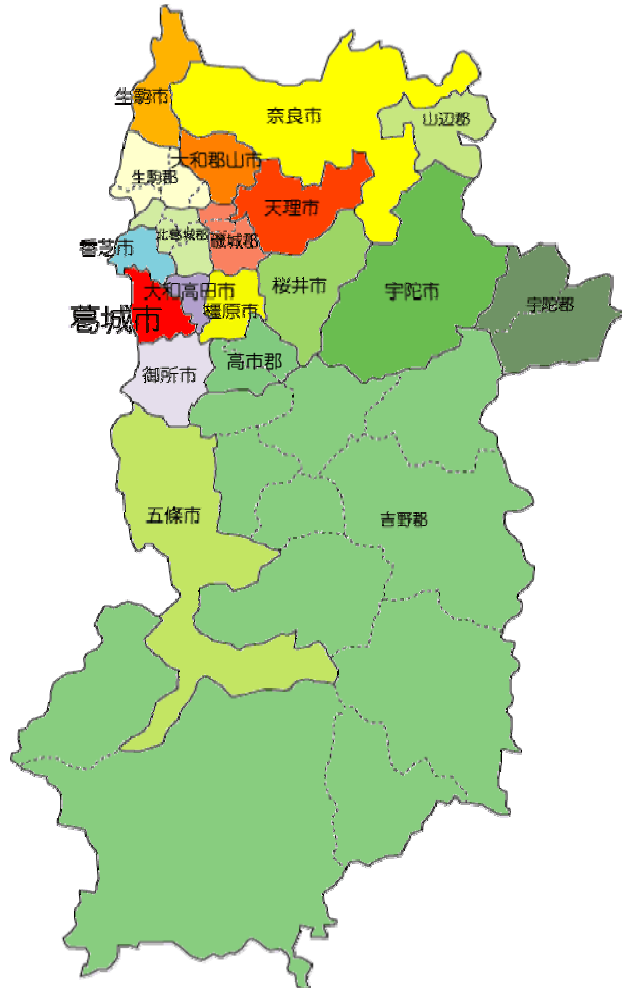 生駒市
奈良市
山辺郡
大和郡山市
生駒郡
天理市
北葛城郡
磯城郡
香芝市
桜井市
宇陀市
大和高田市
橿原市
宇陀郡
葛城市
高市郡
御所市
五條市
吉野郡